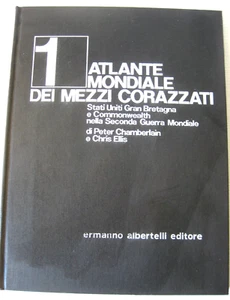 1 ATLANTE
MONDIALE
DEI MEZZI CORAZZATI
Stati Uniti Gran Bretagna
e Commonwealth
nella Seconda Guerra Mondiale
di Peter Chamberlain
e Chris Ellis
ermanno albertelli editore